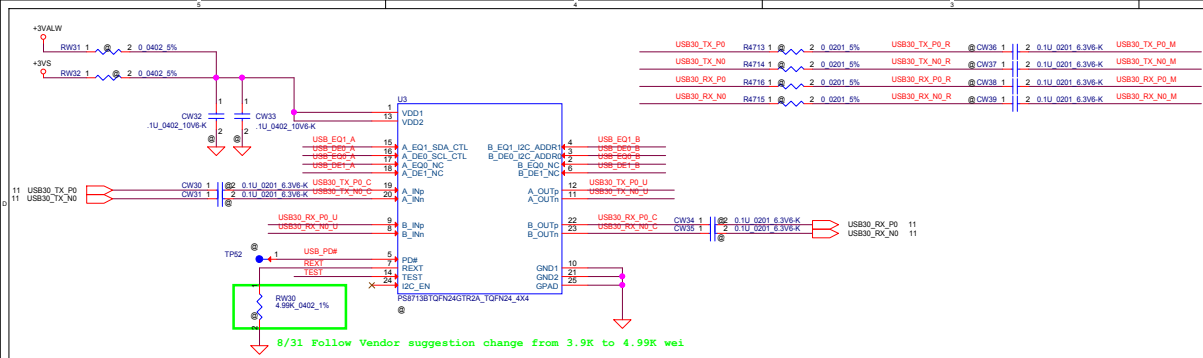 5 4 3
+3VALW
RW31 1 @ 2 0_0402_5%
+3VS
RW32 1 @ 2 0_0402_5%
USB30_TX_P0 R4713 1 @ 2 0_0201_5% USB30_TX_P0_R @ CW36 1 2 0.1U_0201_6.3V6-K USB30_TX_P0_M
USB30_TX_N0 R4714 1 @ 2 0_0201_5% USB30_TX_N0_R @ CW37 1 2 0.1U_0201_6.3V6-K USB30_TX_N0_M
USB30_RX_P0 R4716 1 @ 2 0_0201_5% USB30_RX_P0_R @ CW38 1 2 0.1U_0201_6.3V6-K USB30_RX_P0_M
USB30_RX_N0 R4715 1 @ 2 0_0201_5% USB30_RX_N0_R @ CW39 1 2 0.1U_0201_6.3V6-K USB30_RX_N0_M
1 1
CW32 CW33
.1U_0402_10V6-K .1U_0402_10V6-K
2 2
@ @
U3
1 VDD1
13 VDD2
USB_EQ1_A 15 A_EQ1_SDA_CTL B_EQ1_I2C_ADDR1 4 USB_EQ1_B
USB_DE0_A 16 A_DE0_SCL_CTL B_DE0_I2C_ADDR0 3 USB_DE0_B
USB_EQ0_A 17 A_EQ0_NC B_EQ0_NC 2 USB_EQ0_B
USB_DE1_A 18 A_DE1_NC B_DE1_NC 6 USB_DE1_B
11 USB30_TX_P0 CW30 1 @ 2 0.1U_0201_6.3V6-K USB30_TX_P0_C 19 A_INp A_OUTp 12 USB30_TX_P0_U
11 USB30_TX_N0 CW31 1 @ 2 0.1U_0201_6.3V6-K USB30_TX_N0_C 20 A_INn A_OUTn 11 USB30_TX_N0_U
USB30_RX_P0_U 9 B_INp B_OUTp 22 USB30_RX_P0_C CW34 1 @ 2 0.1U_0201_6.3V6-K USB30_RX_P0 11
USB30_RX_N0_U 8 B_INn B_OUTn 23 USB30_RX_N0_C CW35 1 @ 2 0.1U_0201_6.3V6-K USB30_RX_N0 11
D
@
TP52 1 USB_PD# 5 PD#
REXT 7 REXT GND1 10
TEST 14 TEST GND2 21
24 I2C_EN GPAD 25
PS8713BTQFN24GTR2A_TQFN24_4X4
@
1
RW30
4.99K_0402_1%
@
2
8/31 Follow Vendor suggestion change from 3.9K to 4.99K wei